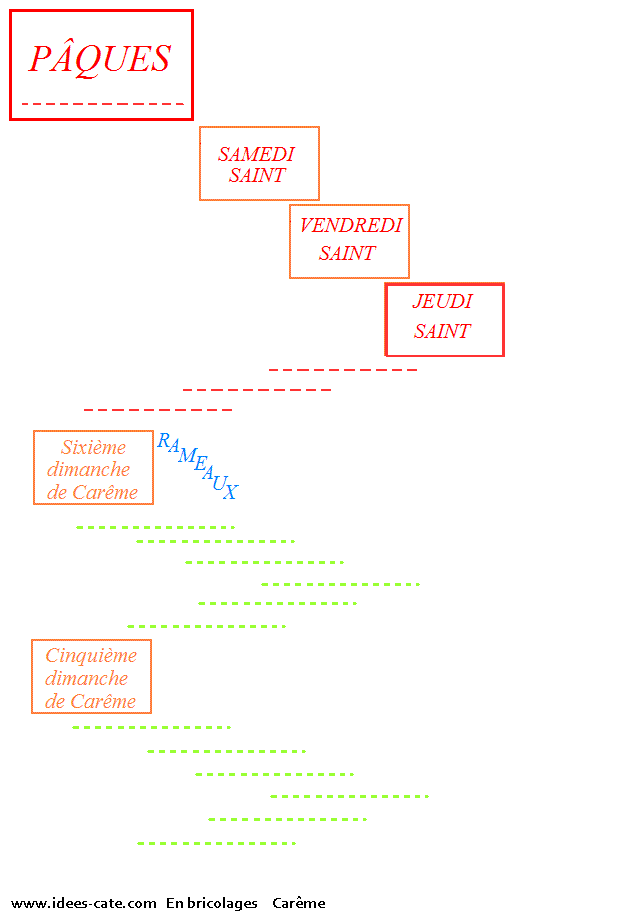 PÂQUES
SAMEDI
SAINT
VENDREDI
SAINT
JEUDI
SAINT
Sixième
dimanche
de Carême
RAMEAUX
Cinquième
dimanche
de Carême
www.idees-cate.com En bricolages Carême